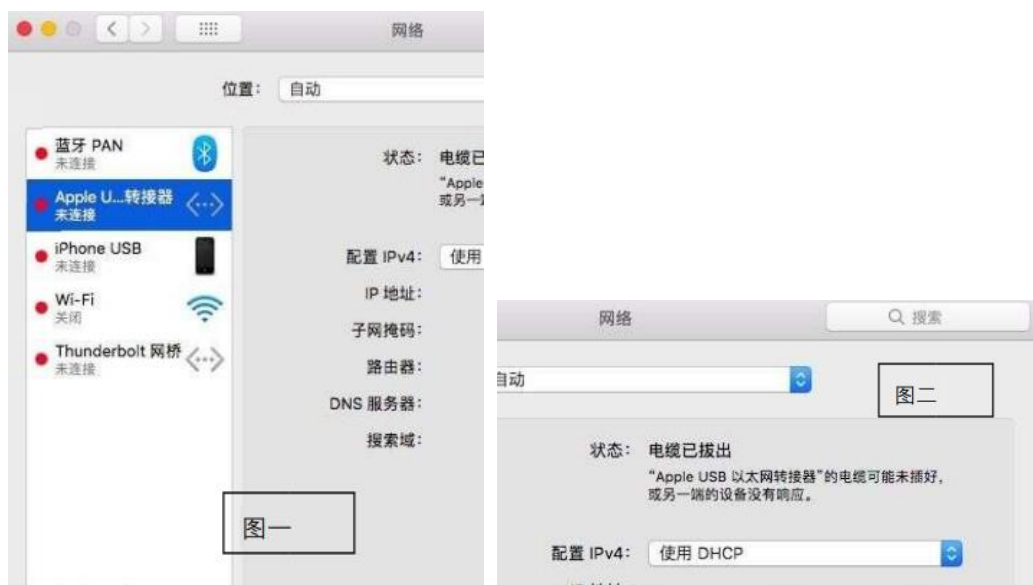 网络
位置： 自动
蓝牙 PAN
未连接
Apple U...转接器
未连接
iPhone USB
未连接
Wi-Fi
关闭
Thunderbolt 网桥
未连接
状态： 电缆已
“Apple
或另一
配置 IPv4： 使用
IP 地址：
子网掩码：
路由器：
DNS 服务器：
搜索域：
图一
网络
搜索
自动
图二
状态： 电缆已拔出
“Apple USB 以太网转接器”的电缆可能未插好，
或另一端的设备没有响应。
配置 IPv4： 使用 DHCP